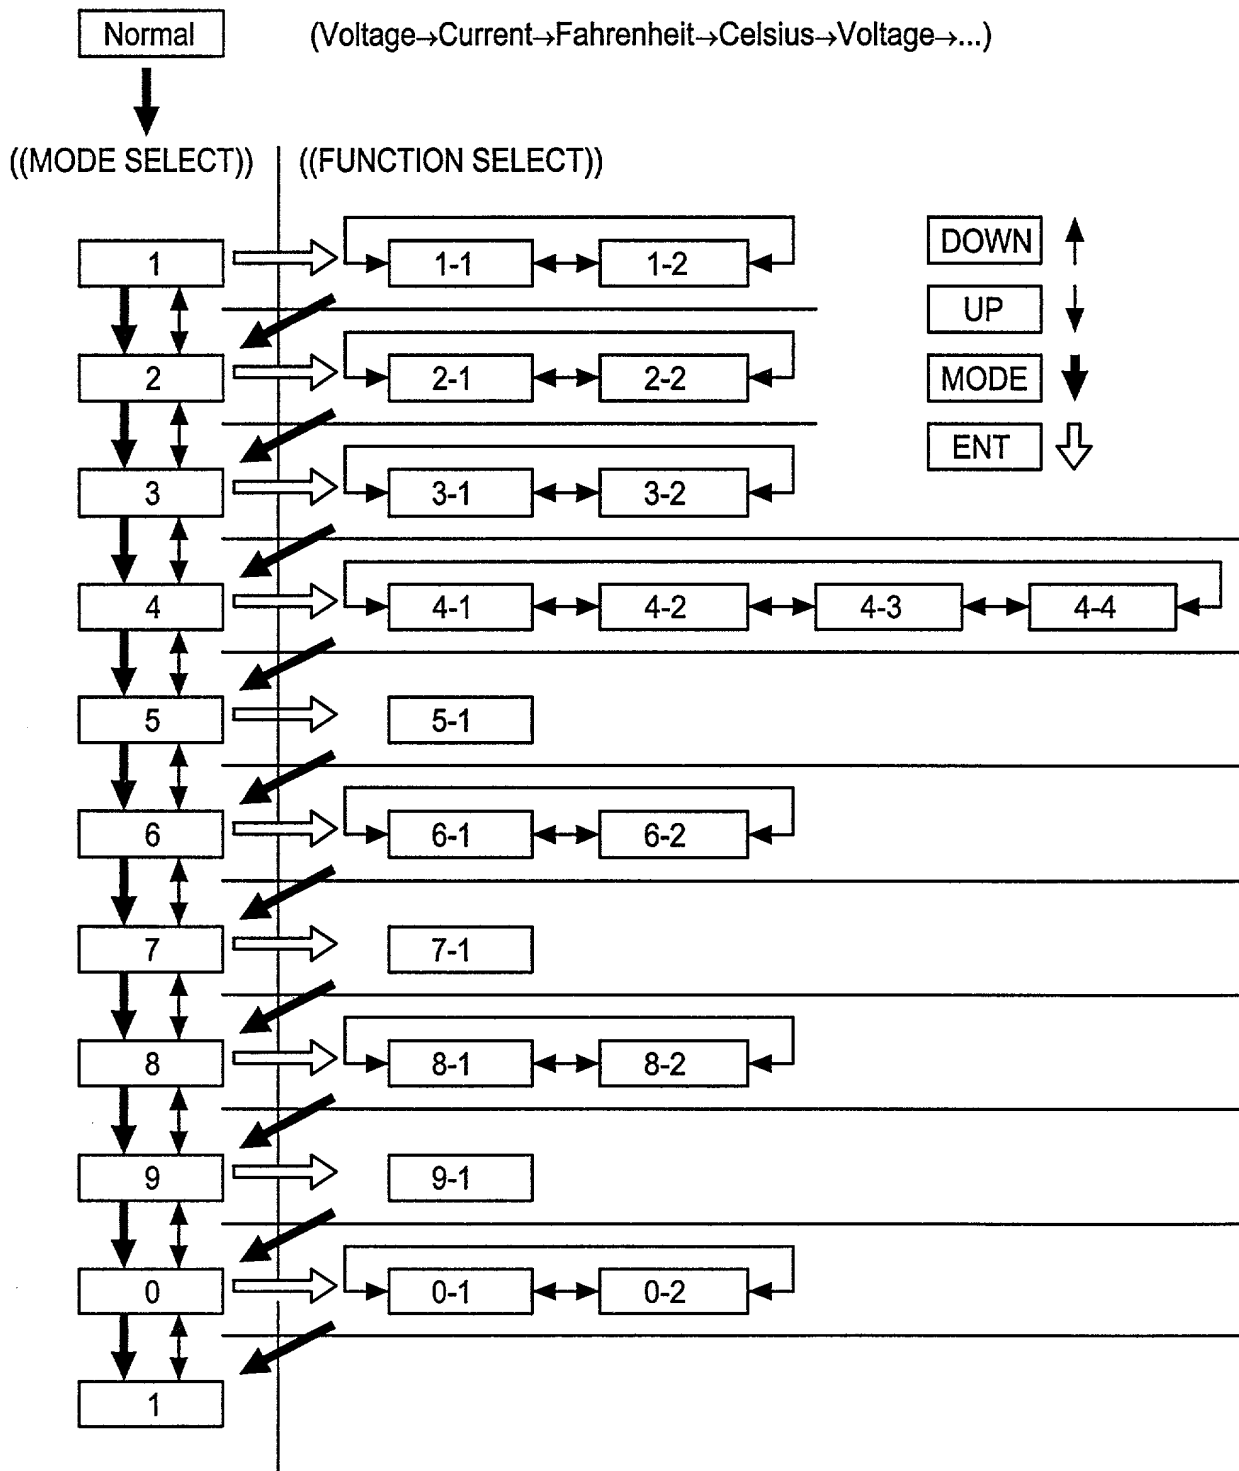 Normal (Voltage→Current→Fahrenheit→Celsius→Voltage→...)
((MODE SELECT)) ((FUNCTION SELECT))
1 1-1 1-2
DOWN
UP
2 2-1 2-2
MODE
ENT
3 3-1 3-2
4 4-1 4-2 4-3 4-4
5 5-1
6 6-1 6-2
7 7-1
8 8-1 8-2
9 9-1
0 0-1 0-2
1